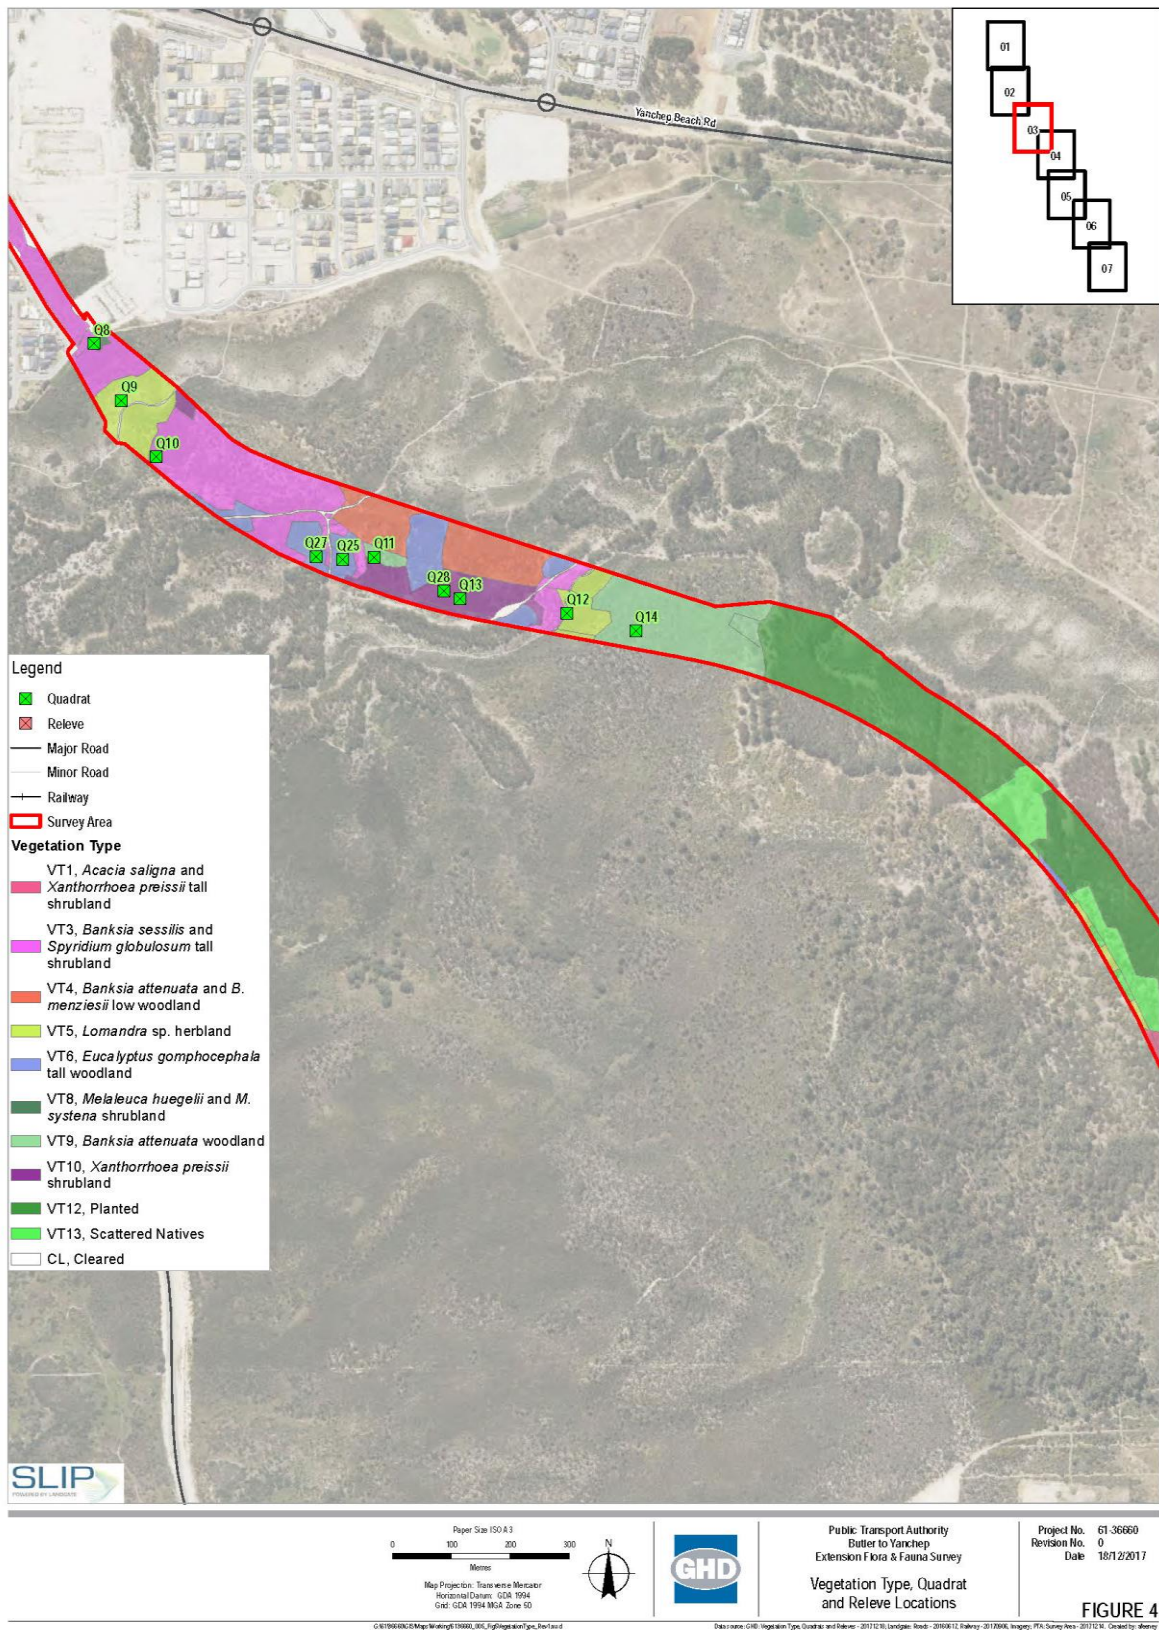 Yanchep Beach Rd
01
02
03
04
05
06
07
Q8
Q9
Q10
Q27
Q25
Q11
Q28
Q13
Q12
Q14
Legend
Quadrat
Releve
Major Road
Minor Road
Railway
Survey Area
Vegetation Type
VT1, Acacia saligna and
Xanthorrhoea preissii tall
shrubland
VT3, Banksia sessilis and
Spyridium globulosum tall
shrubland
VT4, Banksia attenuata and B.
menziesii low woodland
VT5, Lomandra sp. herbland
VT6, Eucalyptus gomphocephala
tall woodland
VT8, Melaleuca huegelii and M.
systena shrubland
VT9, Banksia attenuata woodland
VT10, Xanthorrhoea preissii
shrubland
VT12, Planted
VT13, Scattered Natives
CL, Cleared
SLIP
POWERED BY LANDGATE
Paper Size ISO A3
0 100 200 300
Metres
Map Projection: Transverse Mercator
Horizontal Datum: GDA 1994
Grid: GDA 1994 MGA Zone 50
N
GHD
Public Transport Authority
Butler to Yanchep
Extension Flora & Fauna Survey
Vegetation Type, Quadrat
and Releve Locations
Project No. 61-36660
Revision No. 0
Date 18/12/2017
FIGURE 4